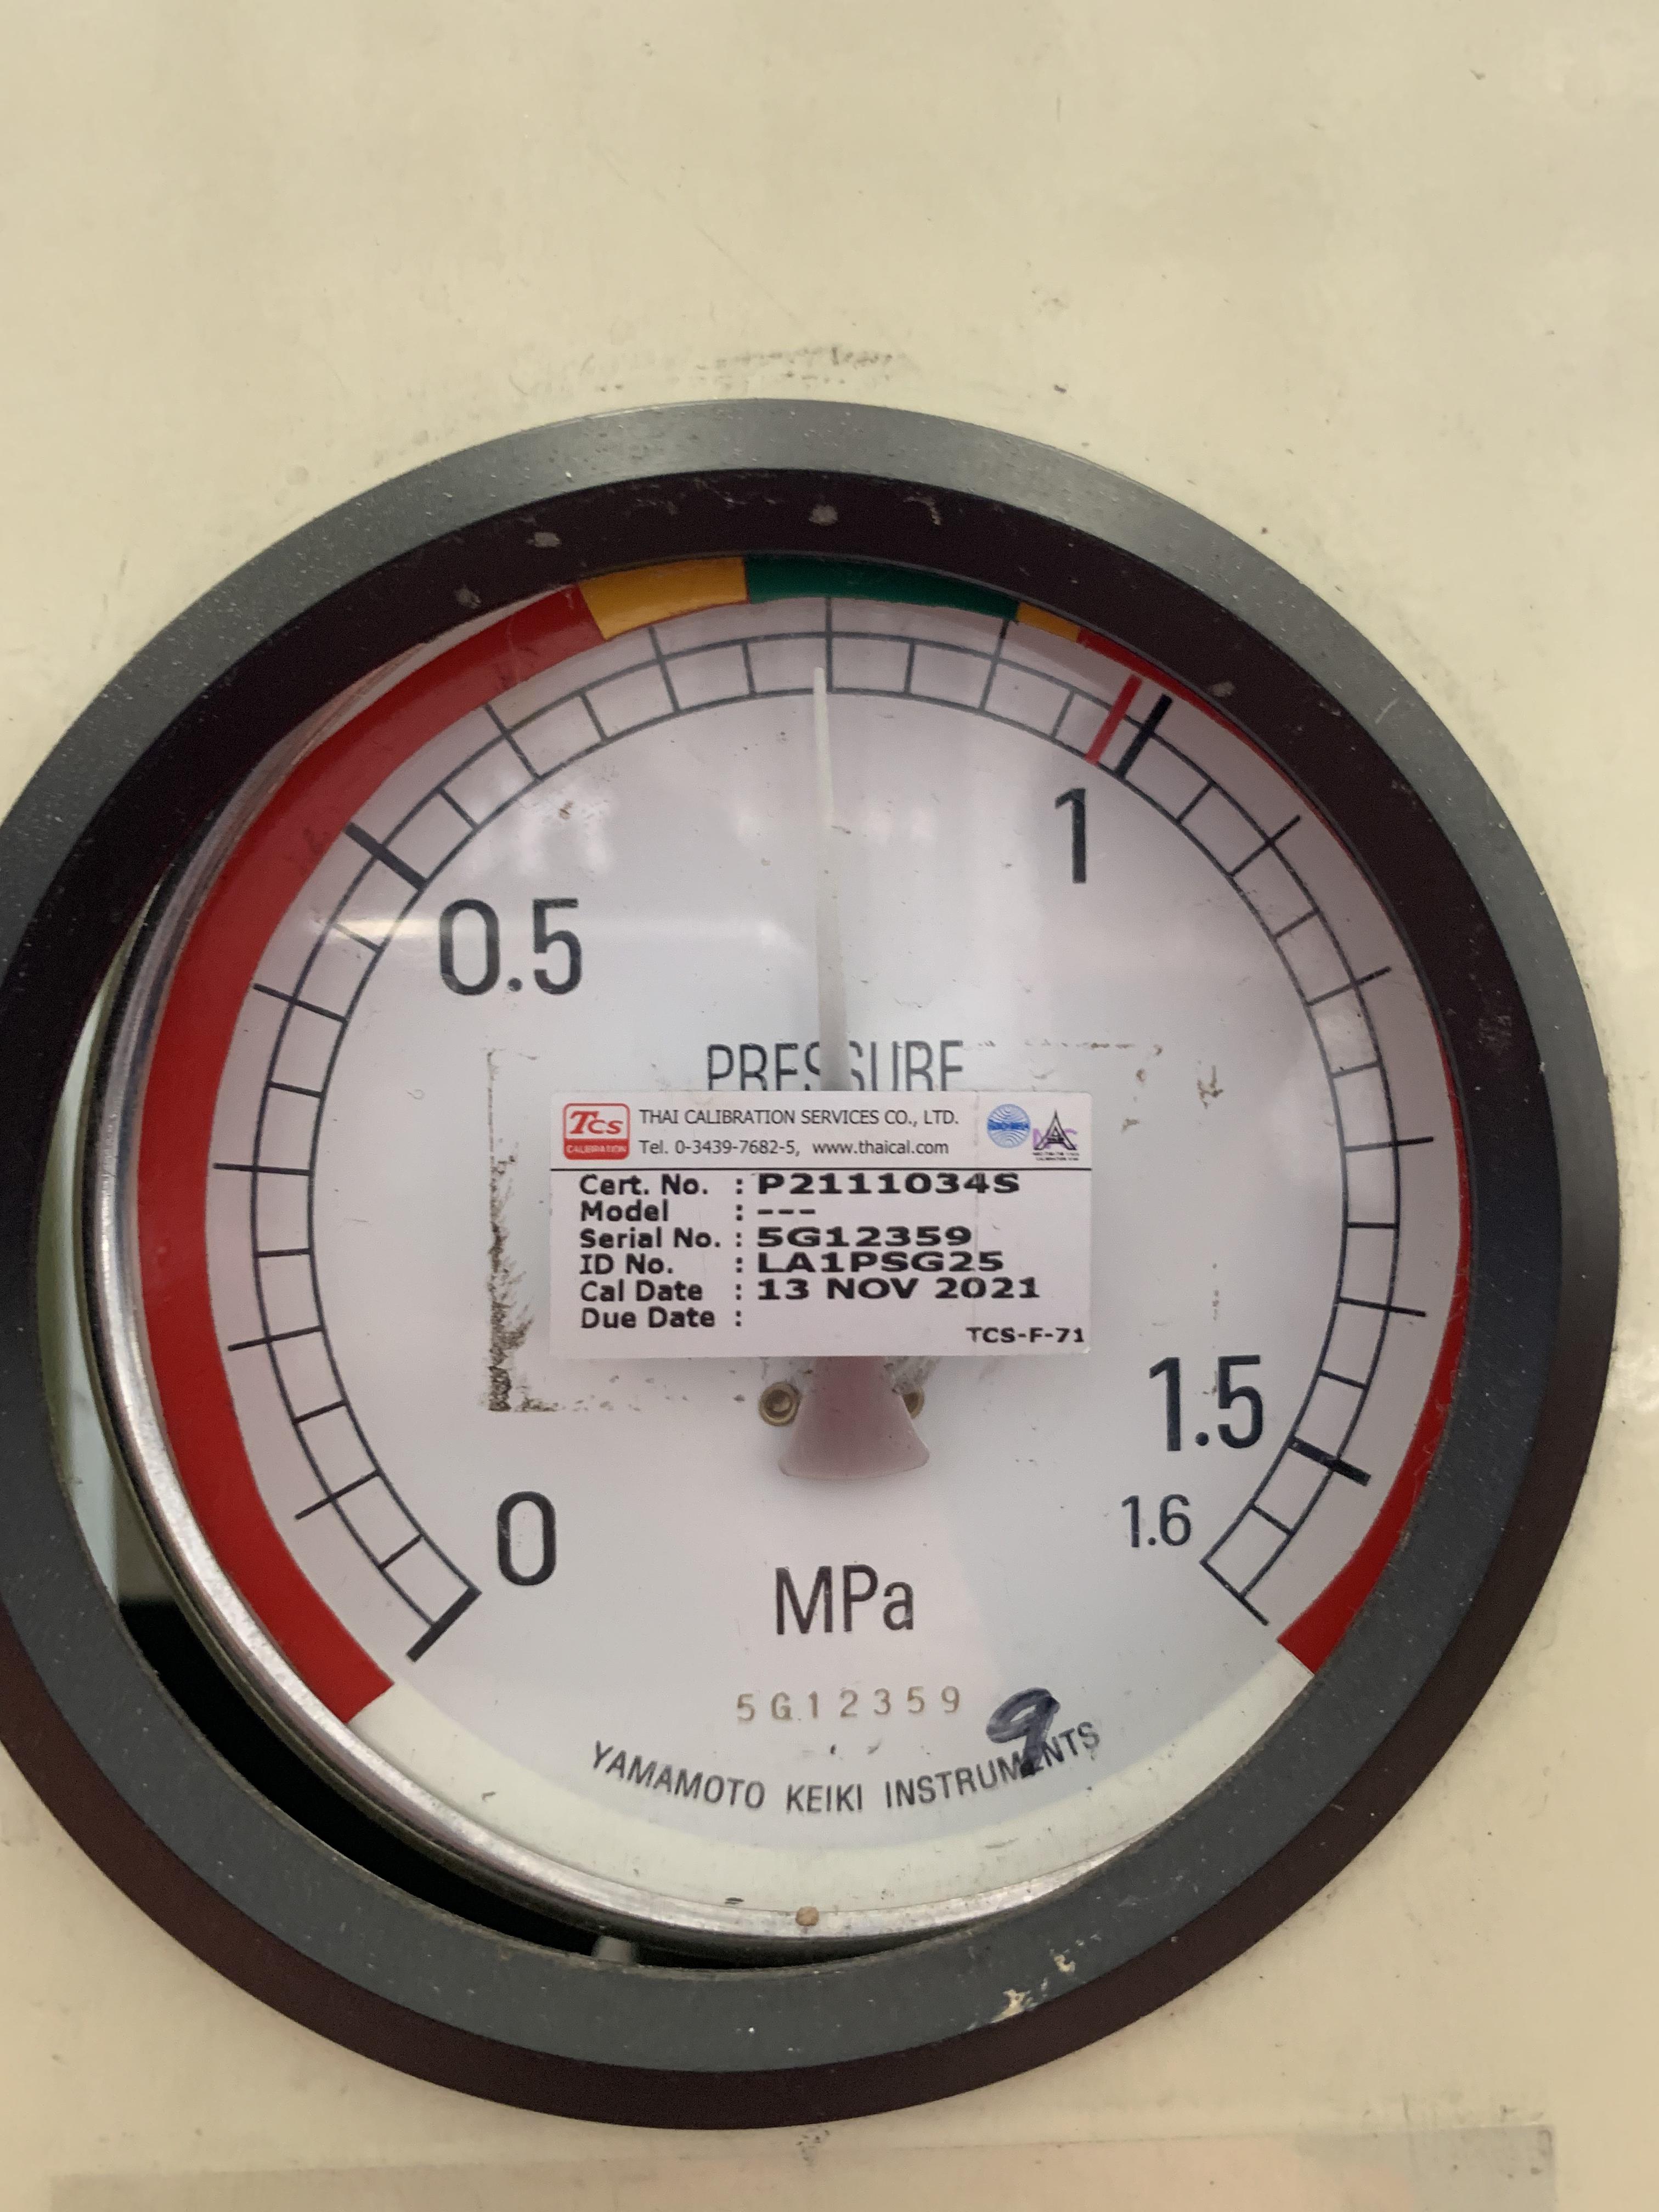 0.5
1
PRESSURE
Tcs
CALIBRATION
THAI CALIBRATION SERVICES CO., LTD.
Tel. 0-3439-7682-5, www.thaical.com
Cert. No. : P2111034S
Model : ---
Serial No. : 5G12359
ID No. : LA1PSG25
Cal Date : 13 NOV 2021
Due Date :
TCS-F-71
1.5
0
1.6
MPa
5G12359
9
YAMAMOTO KEIKI INSTRUMENTS